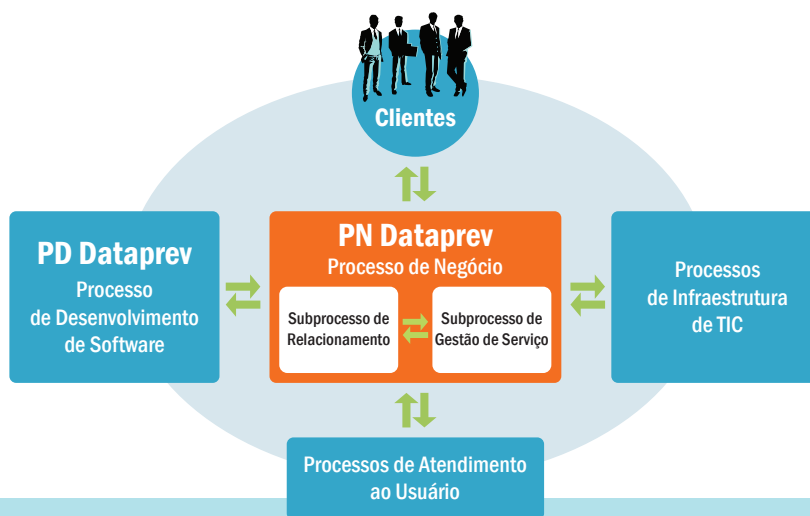 Clientes
PD Dataprev
Processo
de Desenvolvimento
de Software
PN Dataprev
Processo de Negócio
Subprocesso de
Relacionamento
Subprocesso de
Gestão de Serviço
Processos
de Infraestrutura
de TIC
Processos de Atendimento
ao Usuário